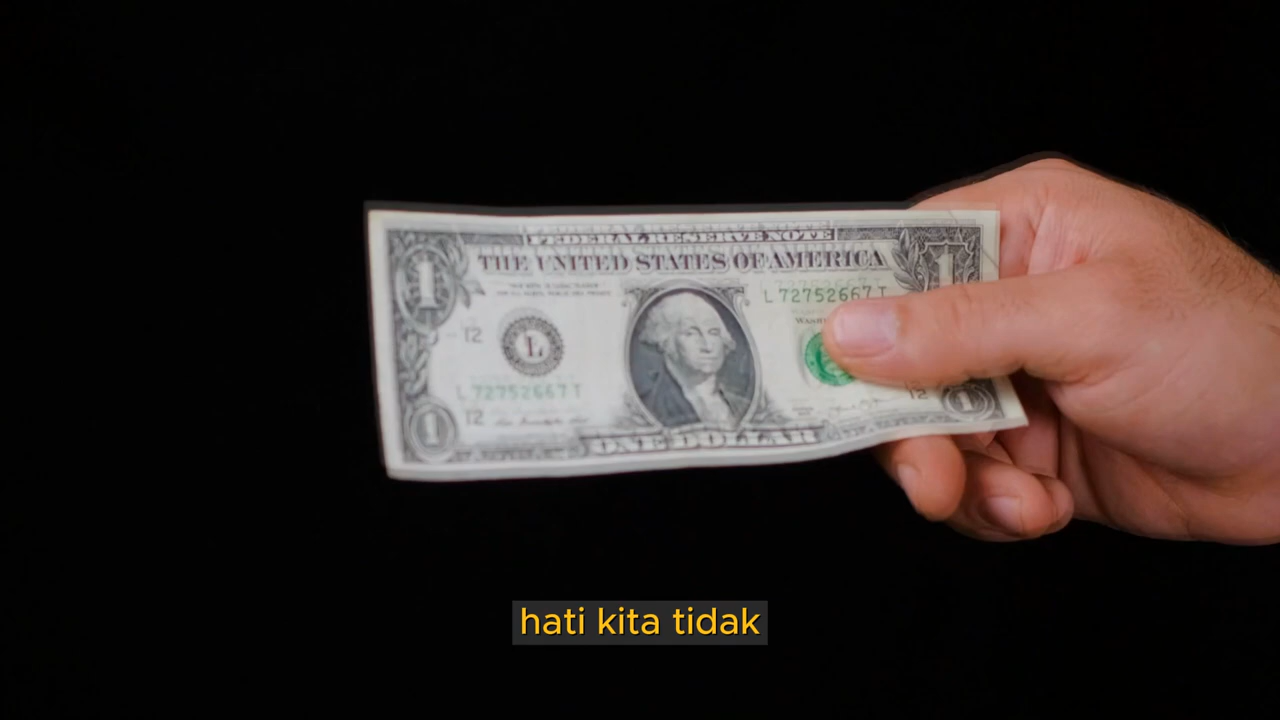 FEDERAL RESERVE NOTE
THE UNITED STATES OF AMERICA
L 72752667 T
12
L
L 72752667 T
12
12
ONE DOLLAR
1
1
1
1
hati kita tidak